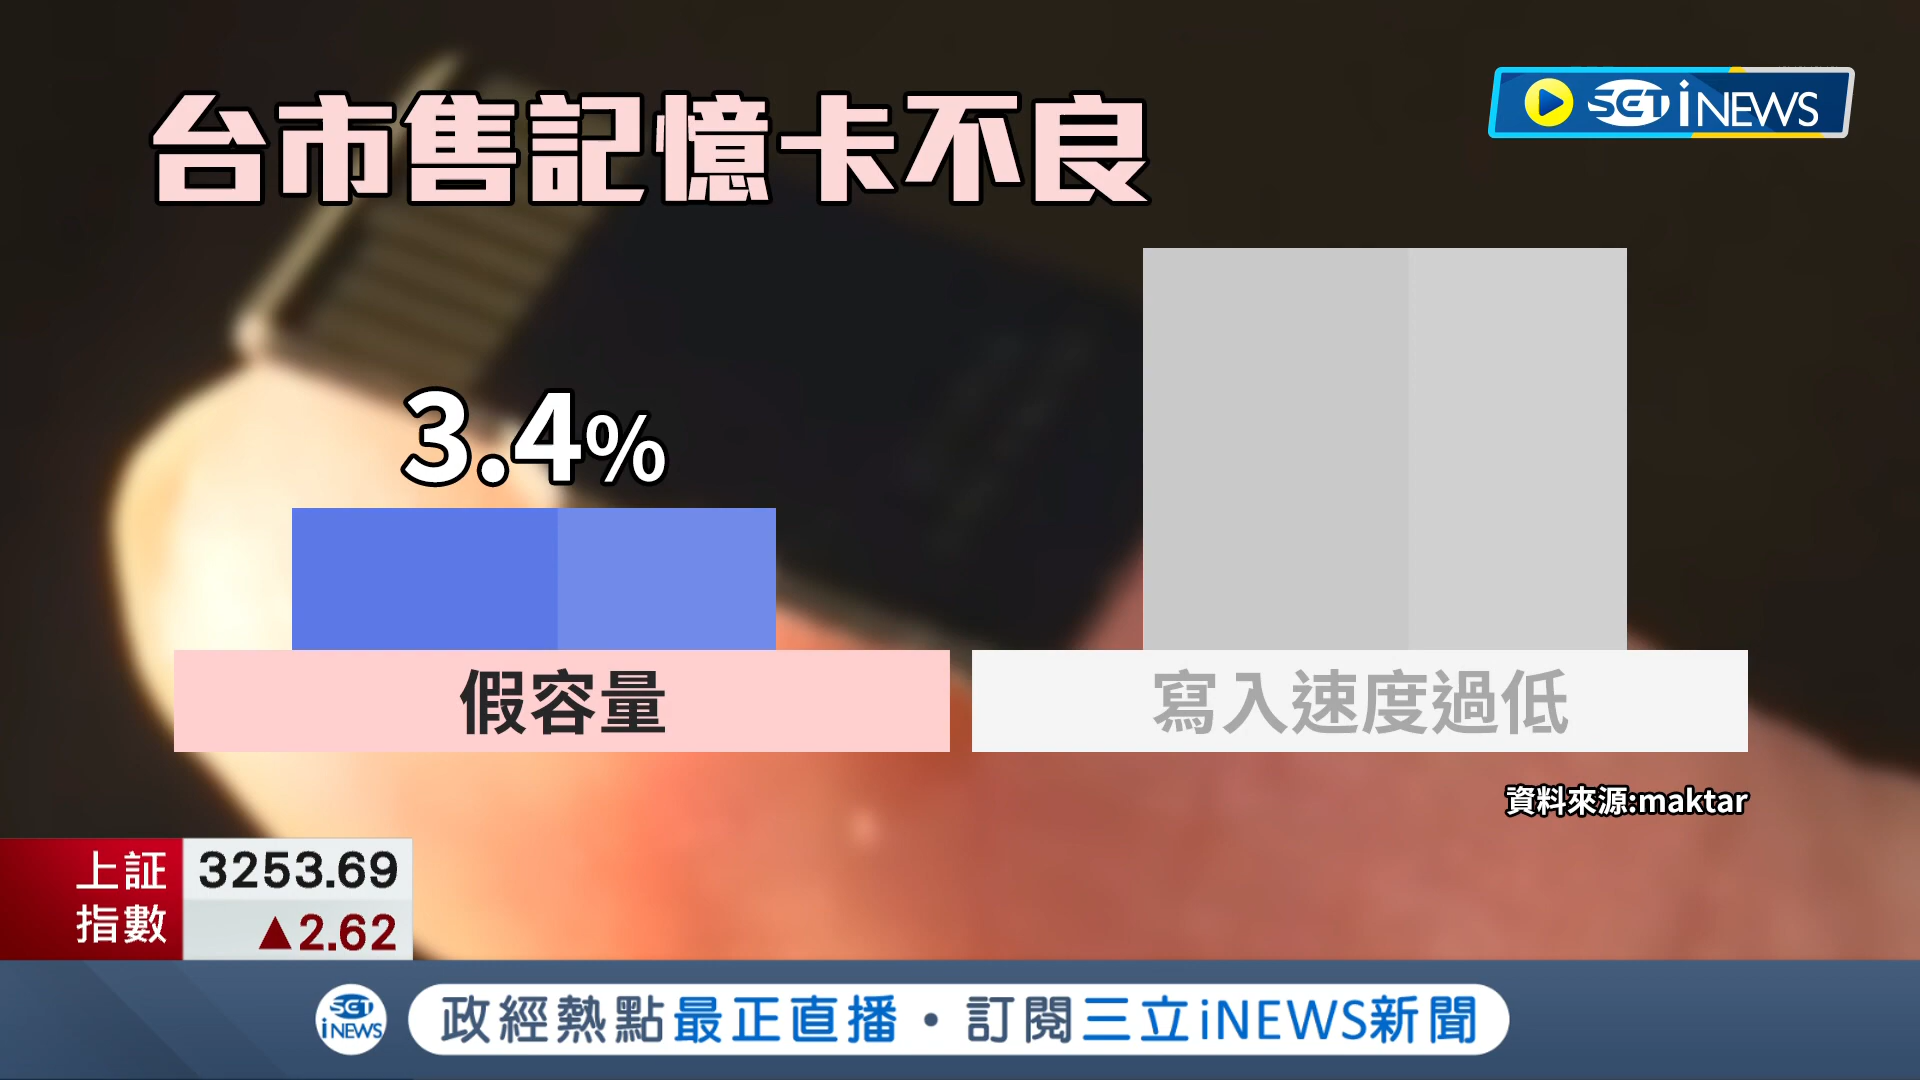 台市售記憶卡不良
SET iNEWS
3.4%
假容量
寫入速度過低
資料來源:maktar
上証
指數
3253.69
▲2.62
SET
iNEWS
政經熱點最正直播・訂閱三立iNEWS新聞